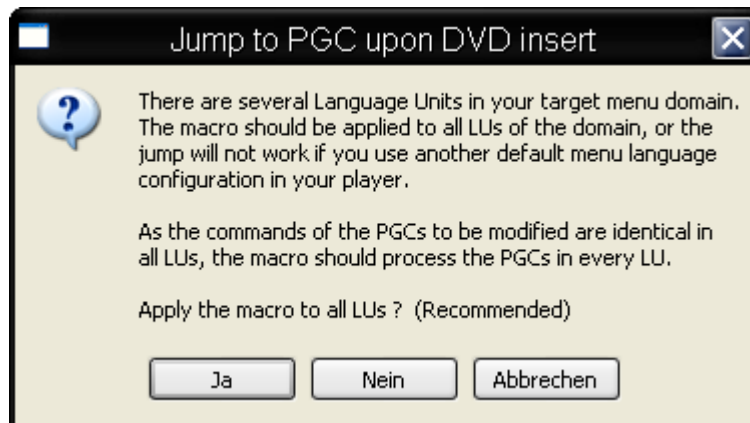 Jump to PGC upon DVD insert
There are several Language Units in your target menu domain.
The macro should be applied to all LUs of the domain, or the
jump will not work if you use another default menu language
configuration in your player.
As the commands of the PGCs to be modified are identical in
all LUs, the macro should process the PGCs in every LU.
Apply the macro to all LUs ? (Recommended)
Ja Nein Abbrechen